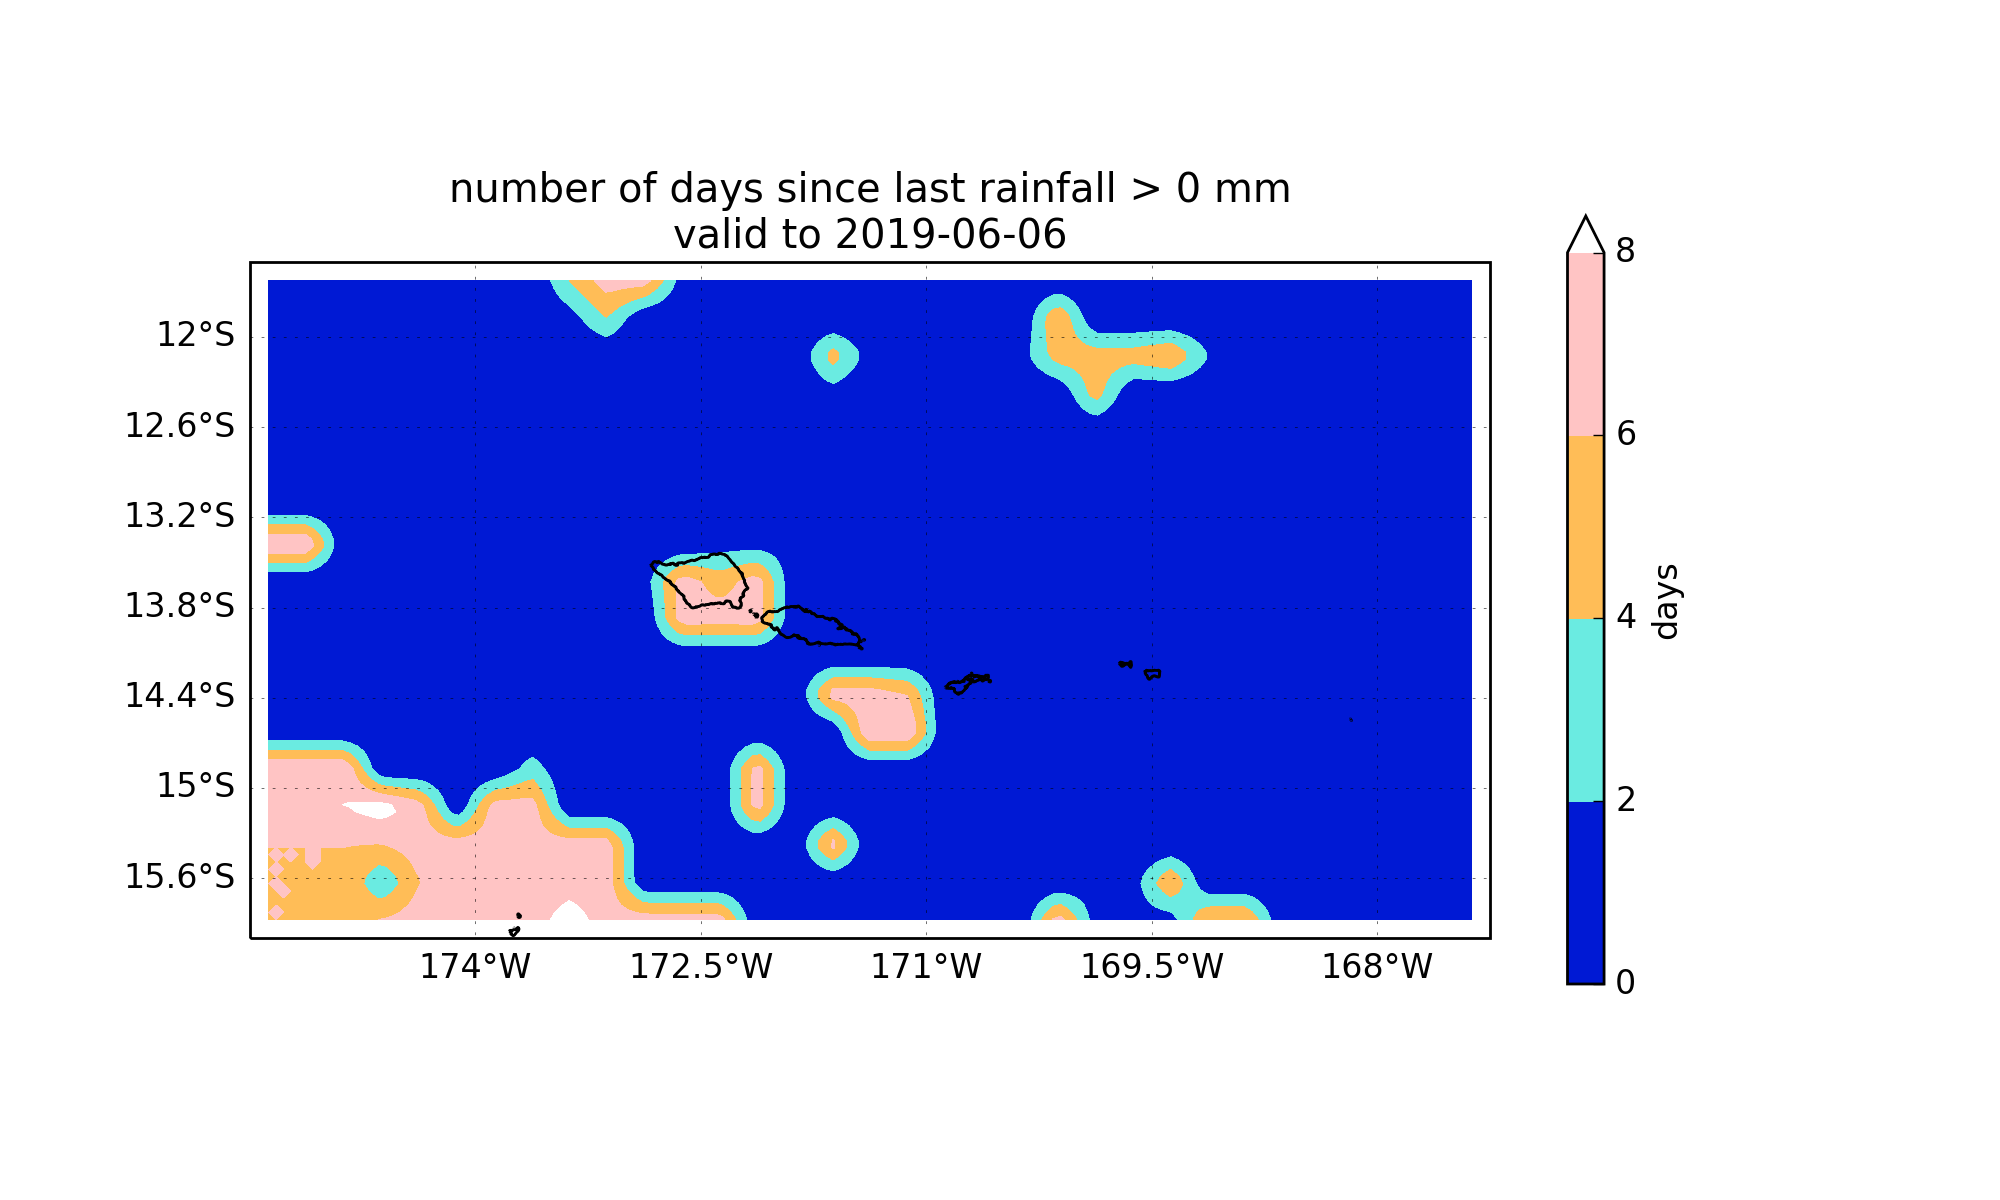 number of days since last rainfall > 0 mm
valid to 2019-06-06
12°S
12.6°S
13.2°S
13.8°S
14.4°S
15°S
15.6°S
174°W 172.5°W 171°W 169.5°W 168°W
8
6
4
2
0
days